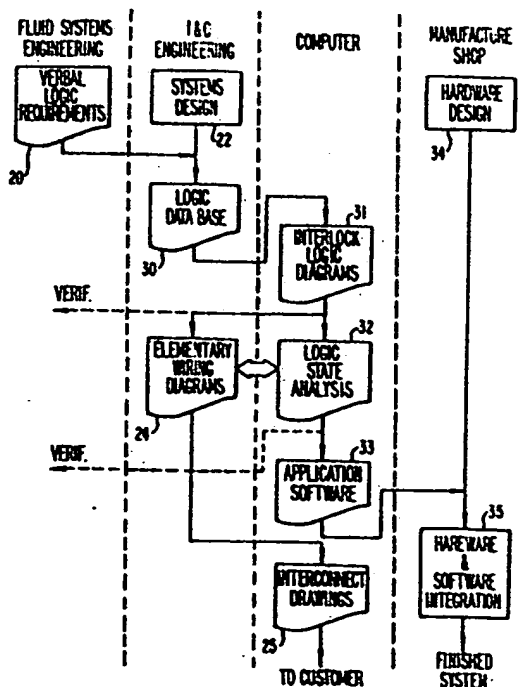 FLUID SYSTEMS
ENGINEERING
I&C
ENGINEERING
COMPUTER
MANUFACTURE
SHOP
VERBAL
LOGIC
REQUIREMENTS
20
SYSTEMS
DESIGN
22
HARDWARE
DESIGN
34
LOGIC
DATA BASE
30
31
INTERLOCK
LOGIC
DIAGRAMS
VERIF.
32
ELEMENTARY
WIRING
DIAGRAMS
24
LOGIC
STATE
ANALYSIS
VERIF.
33
APPLICATION
SOFTWARE
35
HAREWARE
&
SOFTWARE
INTEGRATION
INTERCONNECT
DRAWINGS
25
TO CUSTOMER
FINISHED
SYSTEM